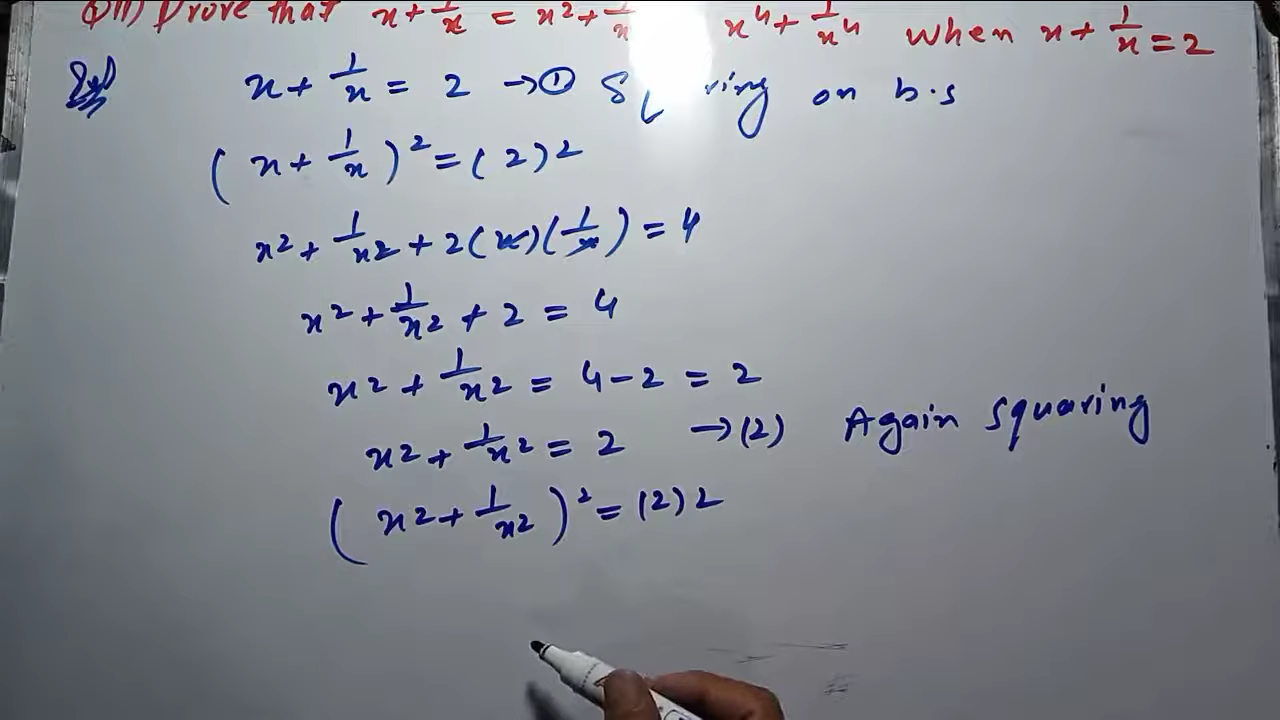 Q11) Prove that x + 1/x = x² + 1/x x⁴ + 1/x⁴ when x + 1/x = 2
Sol x + 1/x = 2 → ① ring on b.s
(x + 1/x)² = (2)²
x² + 1/x² + 2(x)(1/x) = 4
x² + 1/x² + 2 = 4
x² + 1/x² = 4 - 2 = 2
x² + 1/x² = 2 → (2) Again squaring
(x² + 1/x²)² = (2)2